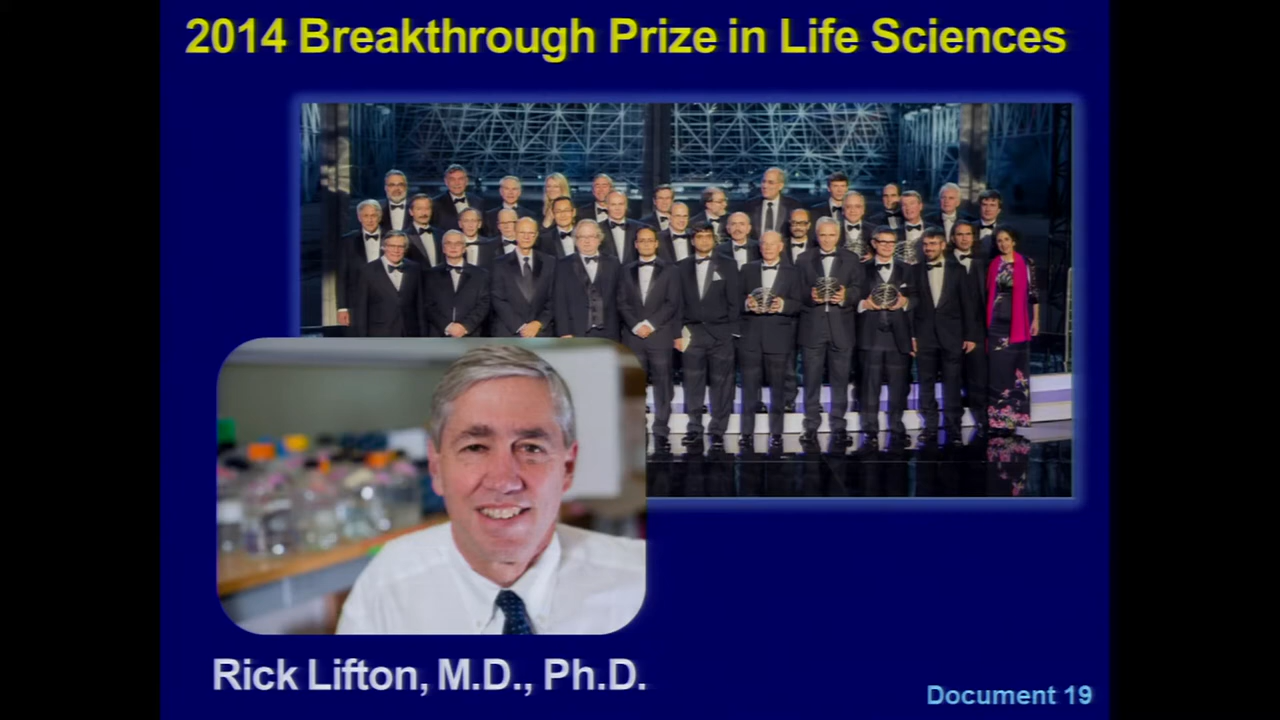 2014 Breakthrough Prize in Life Sciences
Rick Lifton, M.D., Ph.D.
Document 19